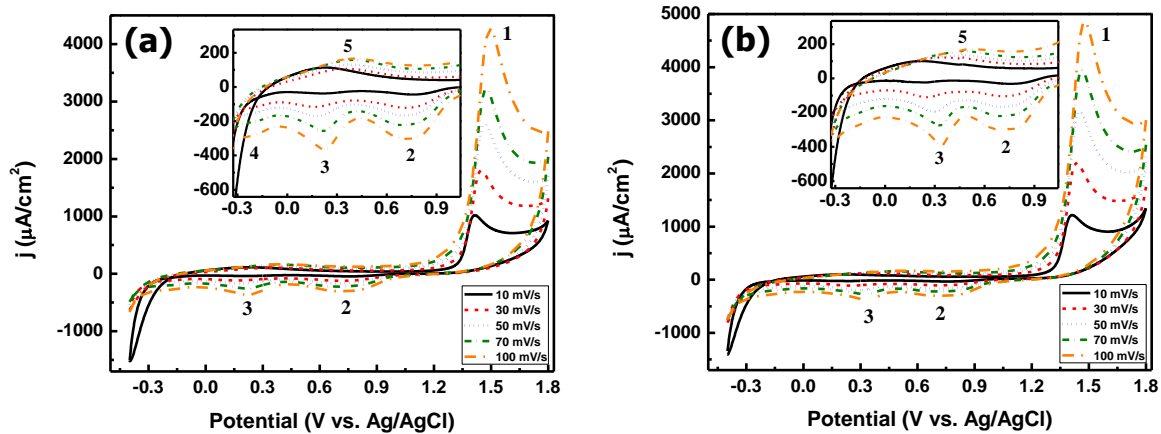 (a)
1
5
200
0
-200
-400
-600
4
3
2
-0.3 0.0 0.3 0.6 0.9
4000
3000
2000
1000
0
-1000
j (µA/cm²)
3
2
10 mV/s
30 mV/s
50 mV/s
70 mV/s
100 mV/s
-0.3 0.0 0.3 0.6 0.9 1.2 1.5 1.8
Potential (V vs. Ag/AgCl)
(b)
1
5
200
0
-200
-400
-600
3
2
-0.3 0.0 0.3 0.6 0.9
5000
4000
3000
2000
1000
0
-1000
j (µA/cm²)
3
2
10 mV/s
30 mV/s
50 mV/s
70 mV/s
100 mV/s
-0.3 0.0 0.3 0.6 0.9 1.2 1.5 1.8
Potential (V vs. Ag/AgCl)